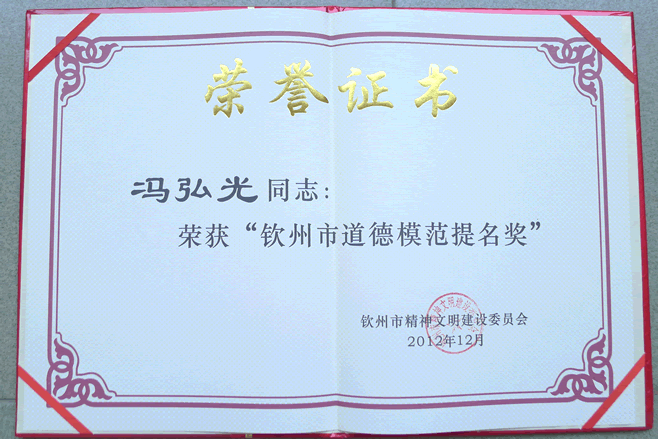 荣誉证书
冯弘光同志:
荣获“钦州市道德模范提名奖”
钦州市精神文明建设委员会
2012年12月